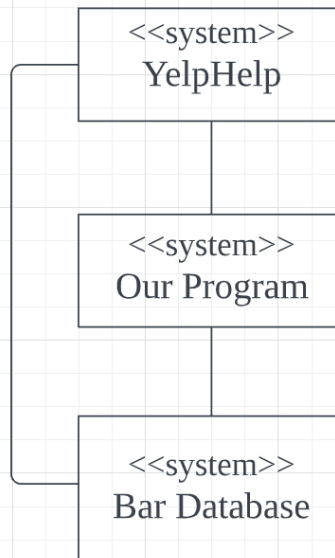 <<system>>
YelpHelp
<<system>>
Our Program
<<system>>
Bar Database